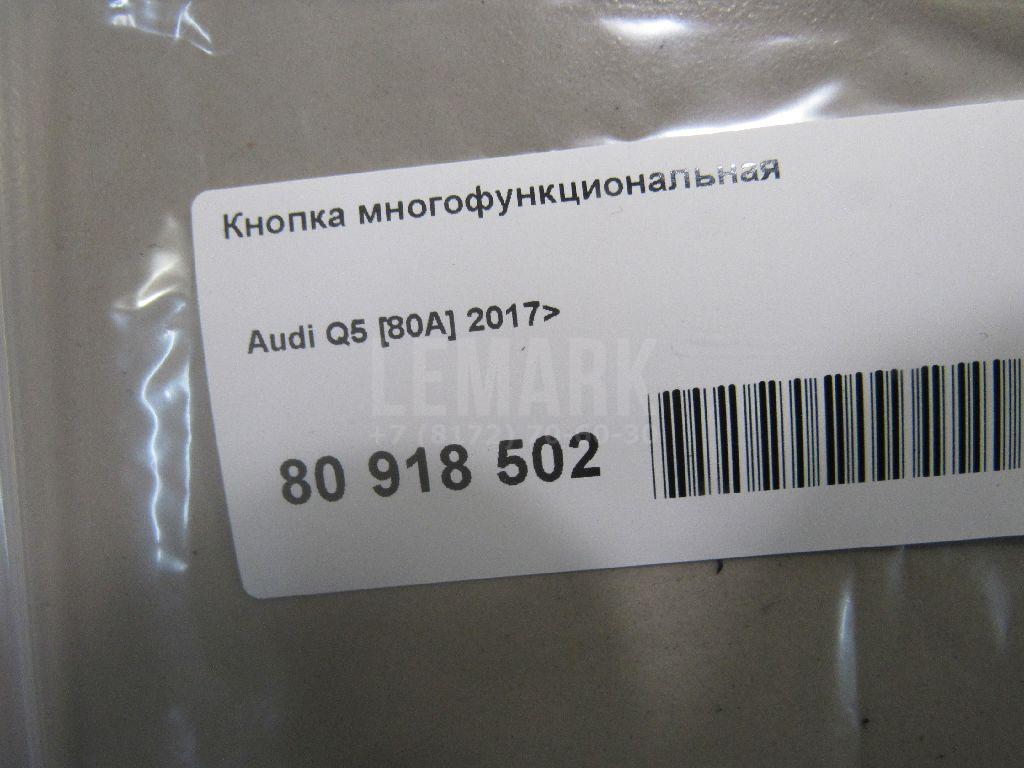 Кнопка многофункциональная
Audi Q5 [80A] 2017>
LEMARK
80 918 502